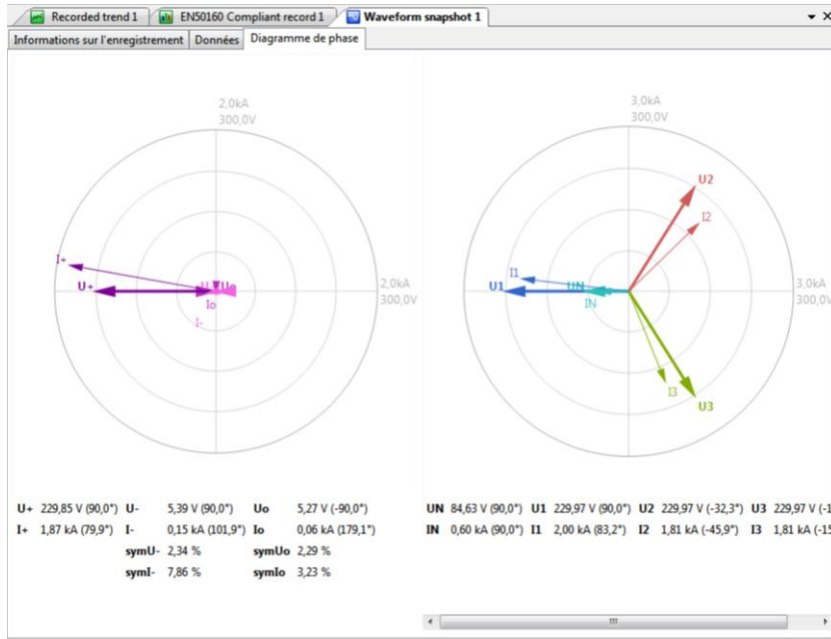 Recorded trend 1 EN50160 Compliant record 1 Waveform snapshot 1
Informations sur l'enregistrement Données Diagramme de phase
2,0kA
300,0V
I+
U+
Io
I-
2,0kA
300,0V
3,0kA
300,0V
U2
I2
I1
U1
UN
IN
3,0kA
300,0V
I3
U3
U+ 229,85 V (90,0°) U- 5,39 V (90,0°) Uo 5,27 V (-90,0°)
I+ 1,87 kA (79,9°) I- 0,15 kA (101,9°) Io 0,06 kA (179,1°)
symU- 2,34 % symUo 2,29 %
symI- 7,86 % symIo 3,23 %
UN 84,63 V (90,0°) U1 229,97 V (90,0°) U2 229,97 V (-32,3°) U3 229,97 V (-1
IN 0,60 kA (90,0°) I1 2,00 kA (83,2°) I2 1,81 kA (-45,9°) I3 1,81 kA (-15